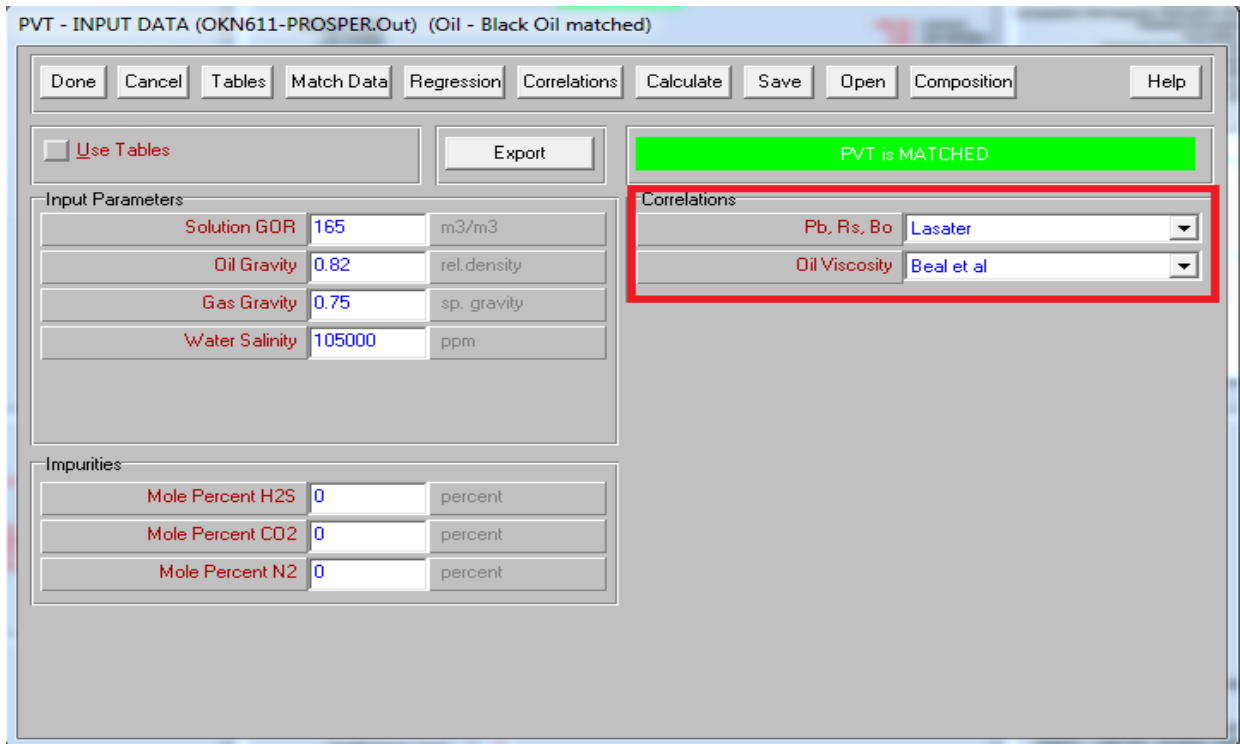 PVT - INPUT DATA (OKN611-PROSPER.Out) (Oil - Black Oil matched)
Done Cancel Tables Match Data Regression Correlations Calculate Save Open Composition Help
Use Tables Export PVT is MATCHED
Input Parameters Correlations
Solution GOR 165 m3/m3 Pb, Rs, Bo Lasater
Oil Gravity 0.82 rel.density Oil Viscosity Beal et al
Gas Gravity 0.75 sp. gravity
Water Salinity 105000 ppm
Impurities
Mole Percent H2S 0 percent
Mole Percent CO2 0 percent
Mole Percent N2 0 percent